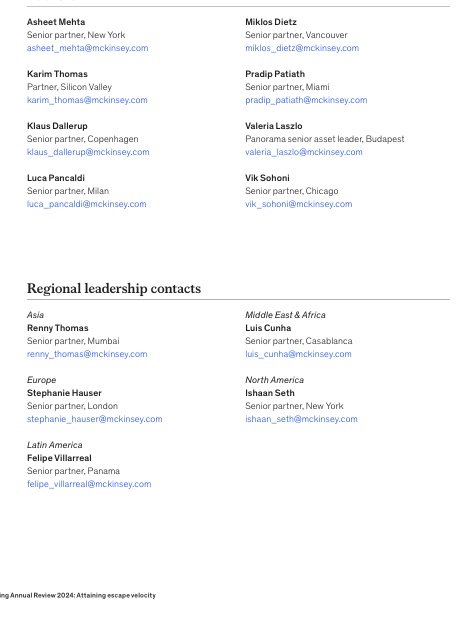 Asheet Mehta
Senior partner, New York
asheet_mehta@mckinsey.com
Karim Thomas
Partner, Silicon Valley
karim_thomas@mckinsey.com
Klaus Dallerup
Senior partner, Copenhagen
klaus_dallerup@mckinsey.com
Luca Pancaldi
Senior partner, Milan
luca_pancaldi@mckinsey.com
Miklos Dietz
Senior partner, Vancouver
miklos_dietz@mckinsey.com
Pradip Patiath
Senior partner, Miami
pradip_patiath@mckinsey.com
Valeria Laszlo
Panorama senior asset leader, Budapest
valeria_laszlo@mckinsey.com
Vik Sohoni
Senior partner, Chicago
vik_sohoni@mckinsey.com
Regional leadership contacts
Asia
Renny Thomas
Senior partner, Mumbai
renny_thomas@mckinsey.com
Europe
Stephanie Hauser
Senior partner, London
stephanie_hauser@mckinsey.com
Latin America
Felipe Villarreal
Senior partner, Panama
felipe_villarreal@mckinsey.com
Middle East & Africa
Luis Cunha
Senior partner, Casablanca
luis_cunha@mckinsey.com
North America
Ishaan Seth
Senior partner, New York
ishaan_seth@mckinsey.com
ing Annual Review 2024: Attaining escape velocity